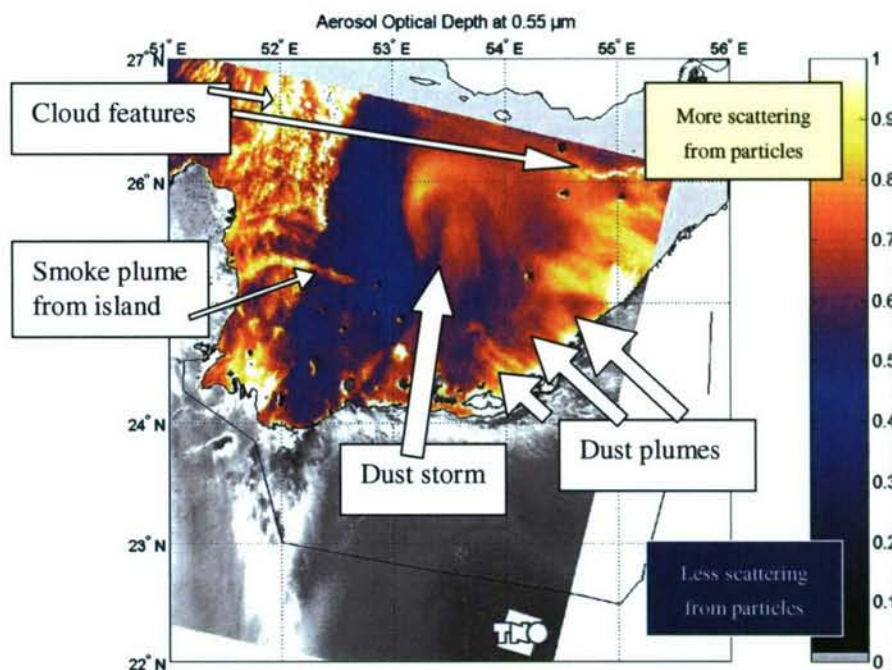 Aerosol Optical Depth at 0.55 µm
51° E 52° E 53° E 54° E 55° E 56° E
27° N
26° N
24° N
23° N
22° N
Cloud features
More scattering
from particles
Smoke plume
from island
Dust storm
Dust plumes
Less scattering
from particles
TNO
1
0.9
0.8
0.7
0.6
0.5
0.4
0.3
0.2
0.1
0